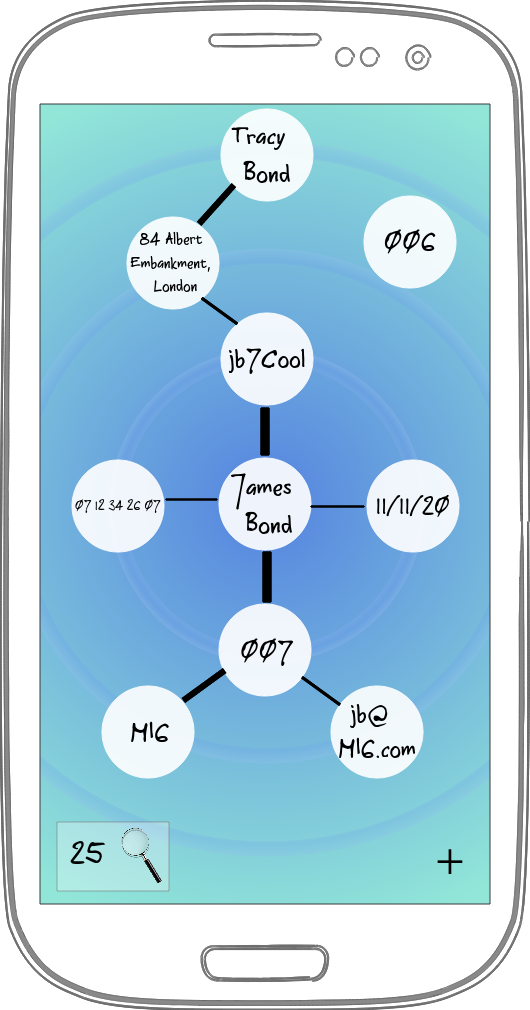 Tracy
Bond
84 Albert
Embankment,
London
ØØ6
jb7Cool
Ø7 12 34 26 Ø7
7ames
Bond
11/11/2Ø
ØØ7
MI6
jb@
MI6.com
25
+